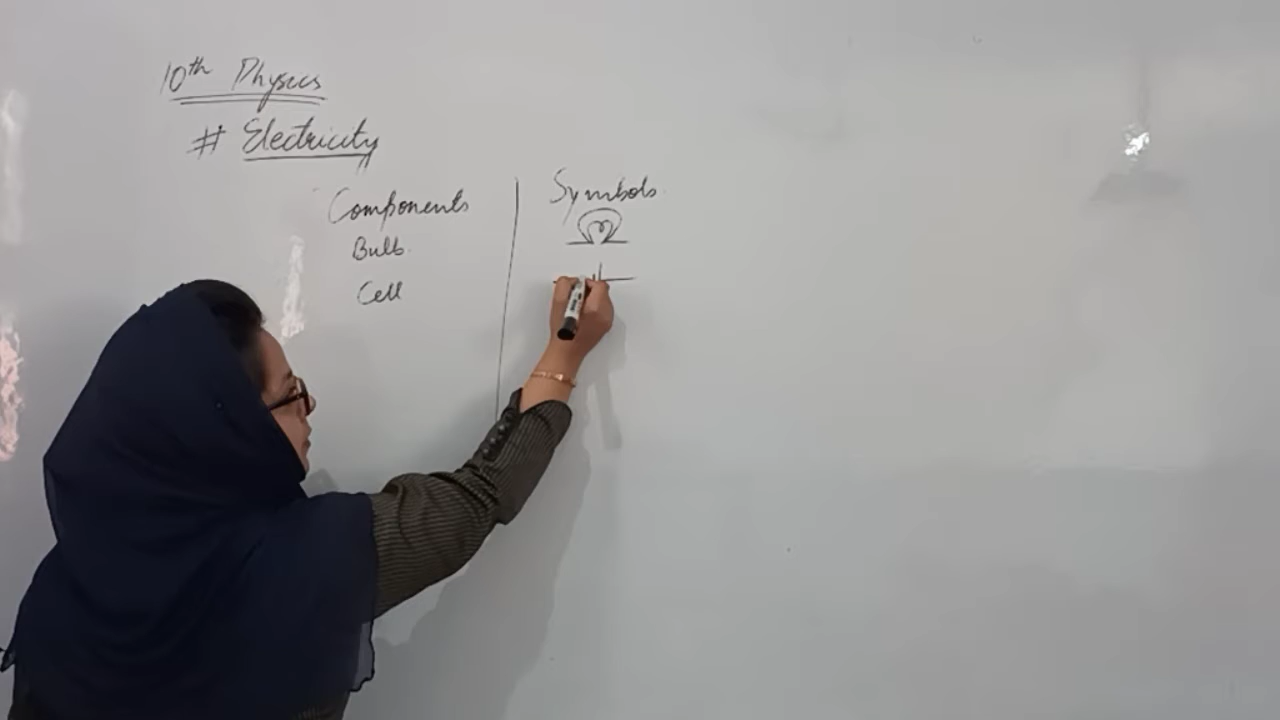 10th Physics
# Electricity
Components Symbols
Bulb
Cell